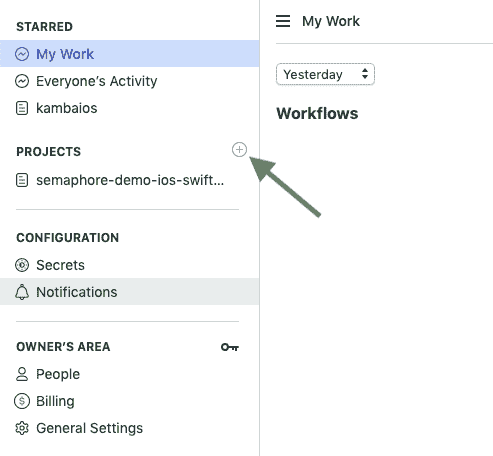 STARRED
My Work
Everyone's Activity
kambaios
PROJECTS
semaphore-demo-ios-swift...
CONFIGURATION
Secrets
Notifications
OWNER'S AREA
People
Billing
General Settings
My Work
Yesterday
Workflows